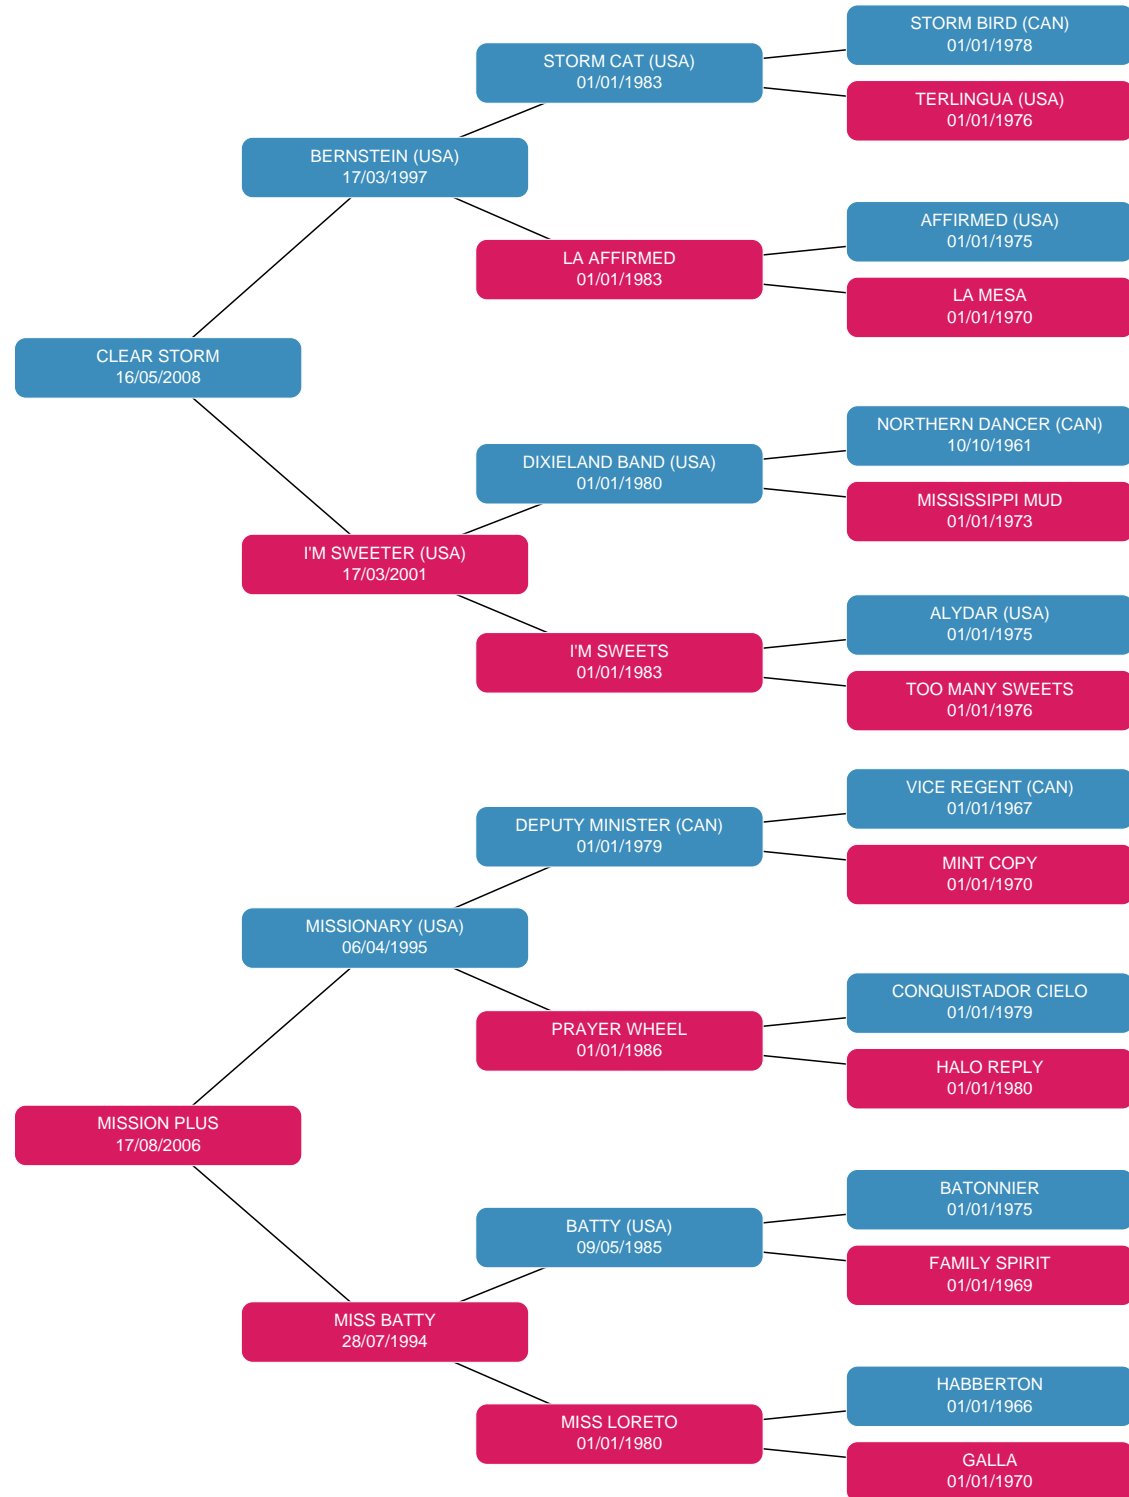 STORM BIRD (CAN)
01/01/1978
STORM CAT (USA)
01/01/1983
TERLINGUA (USA)
01/01/1976
BERNSTEIN (USA)
17/03/1997
AFFIRMED (USA)
01/01/1975
LA AFFIRMED
01/01/1983
LA MESA
01/01/1970
CLEAR STORM
16/05/2008
NORTHERN DANCER (CAN)
10/10/1961
DIXIELAND BAND (USA)
01/01/1980
MISSISSIPPI MUD
01/01/1973
I'M SWEETER (USA)
17/03/2001
ALYDAR (USA)
01/01/1975
I'M SWEETS
01/01/1983
TOO MANY SWEETS
01/01/1976
VICE REGENT (CAN)
01/01/1967
DEPUTY MINISTER (CAN)
01/01/1979
MINT COPY
01/01/1970
MISSIONARY (USA)
06/04/1995
CONQUISTADOR CIELO
01/01/1979
PRAYER WHEEL
01/01/1986
HALO REPLY
01/01/1980
MISSION PLUS
17/08/2006
BATONNIER
01/01/1975
BATTY (USA)
09/05/1985
FAMILY SPIRIT
01/01/1969
MISS BATTY
28/07/1994
HABBERTON
01/01/1966
MISS LORETO
01/01/1980
GALLA
01/01/1970